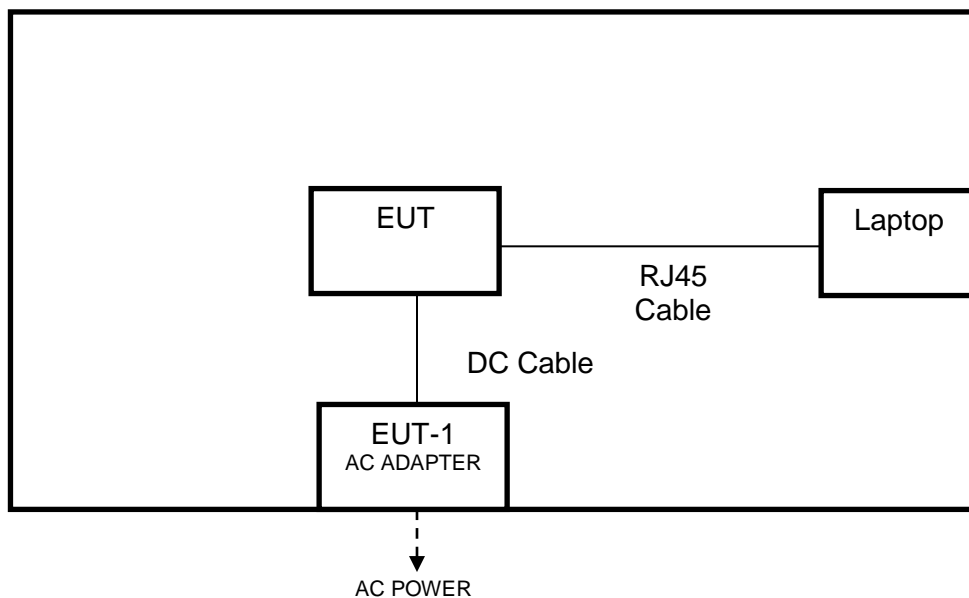 EUT
Laptop
RJ45
Cable
DC Cable
EUT-1
AC ADAPTER
AC POWER